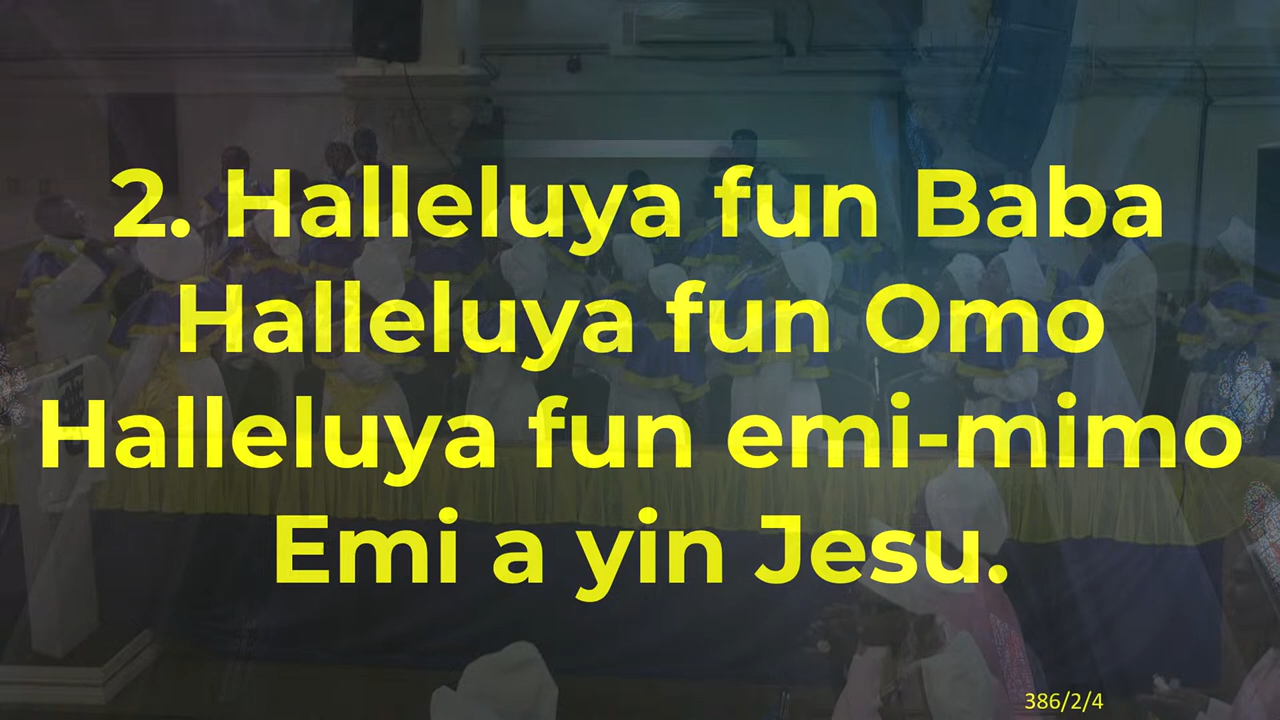 2. Halleluya fun Baba
Halleluya fun Omo
Halleluya fun emi-mimo
Emi a yin Jesu.
386/2/4